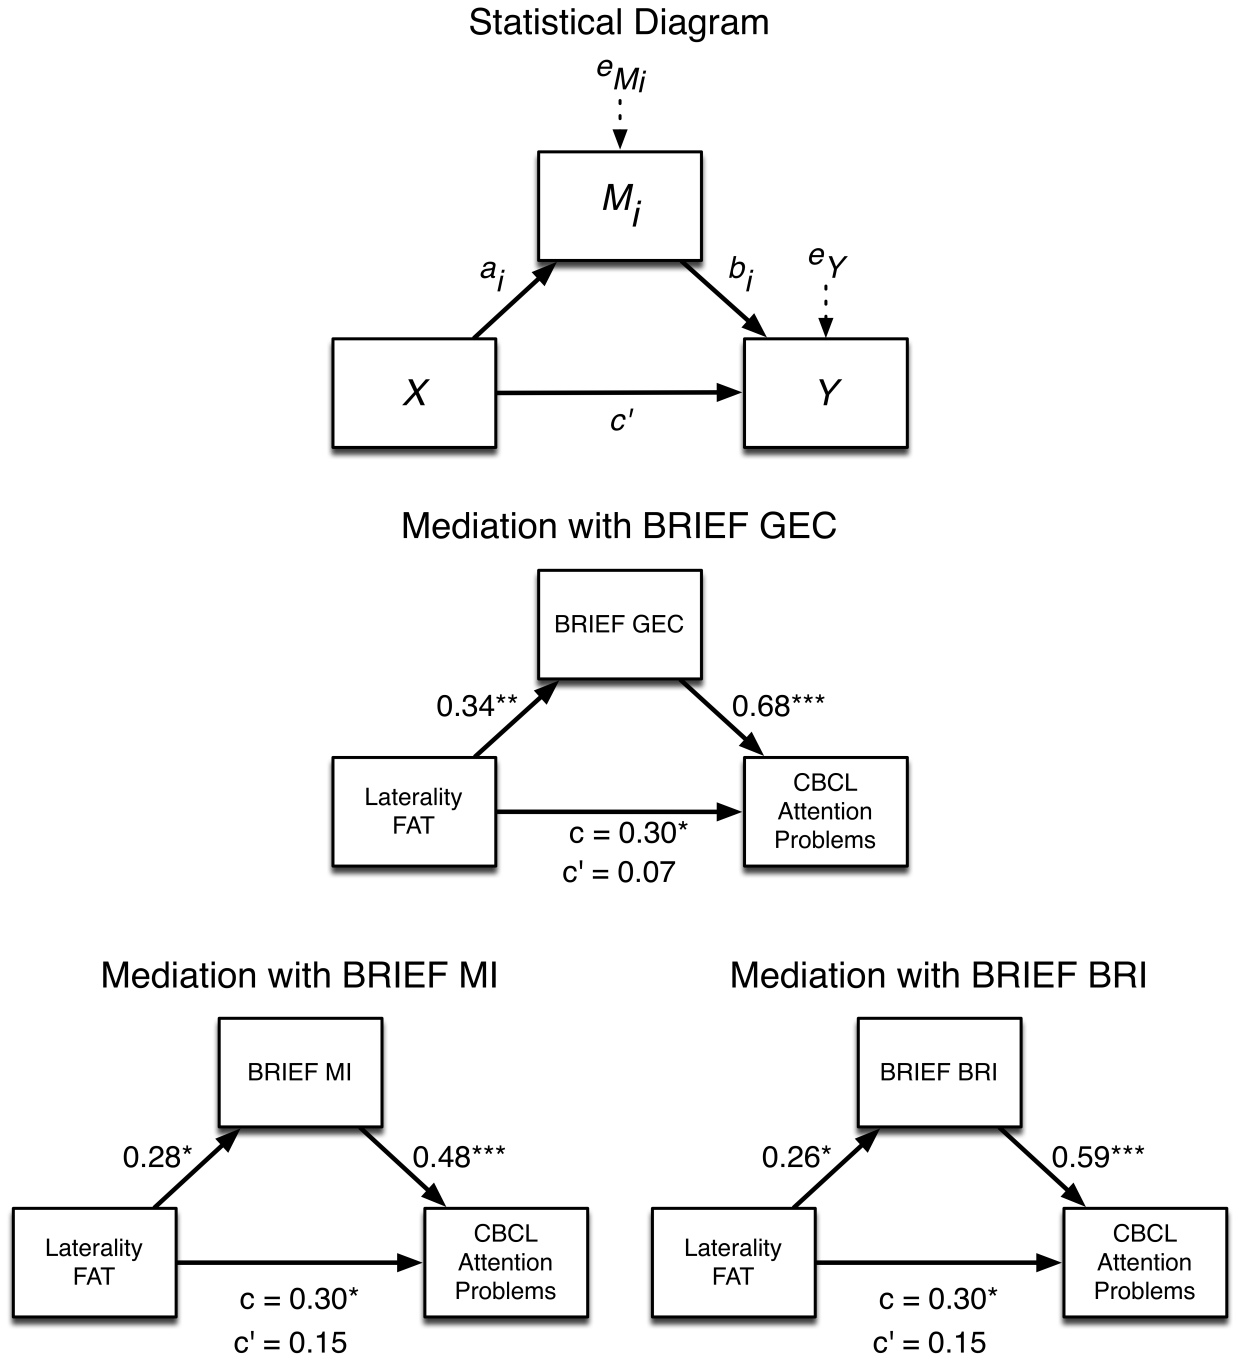 Statistical Diagram
eMi
Mi
ai
bi
eY
X
Y
c'
Mediation with BRIEF GEC
BRIEF GEC
0.34**
0.68***
Laterality
FAT
CBCL
Attention
Problems
c = 0.30*
c' = 0.07
Mediation with BRIEF MI
BRIEF MI
0.28*
0.48***
Laterality
FAT
CBCL
Attention
Problems
c = 0.30*
c' = 0.15
Mediation with BRIEF BRI
BRIEF BRI
0.26*
0.59***
Laterality
FAT
CBCL
Attention
Problems
c = 0.30*
c' = 0.15